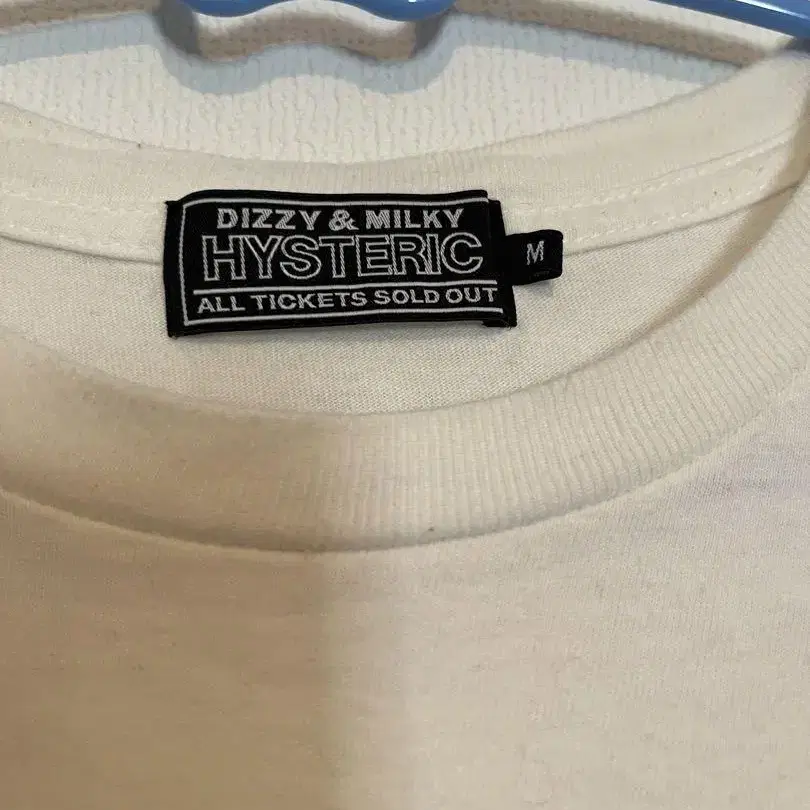 DIZZY & MILKY
HYSTERIC
ALL TICKETS SOLD OUT
M